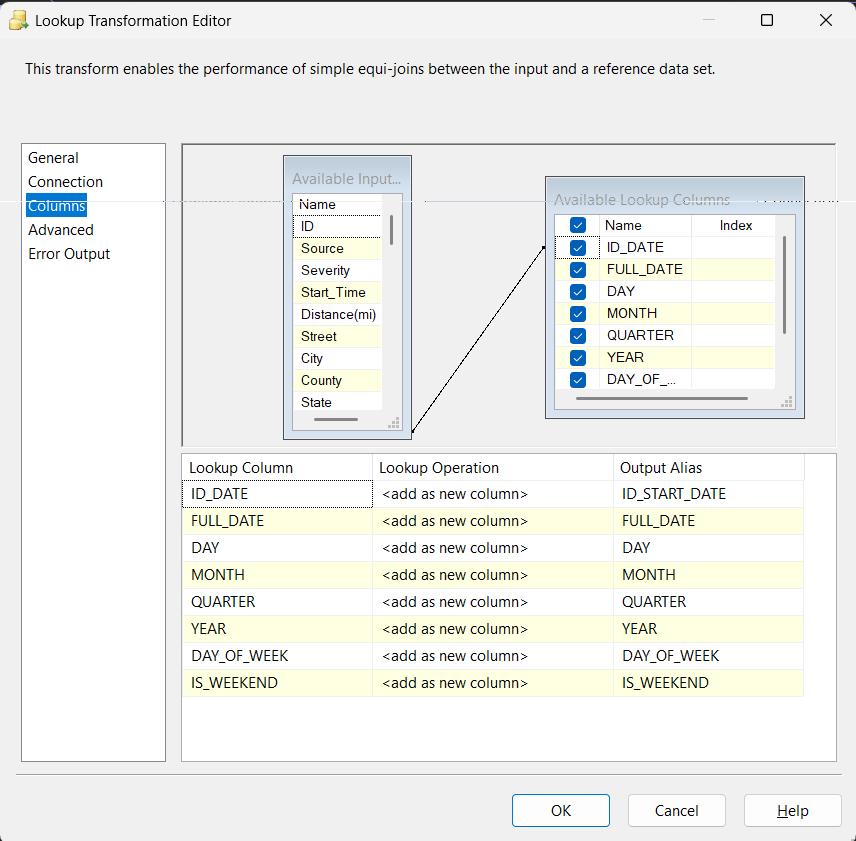 Lookup Transformation Editor
This transform enables the performance of simple equi-joins between the input and a reference data set.
General
Connection
Columns
Advanced
Error Output
Available Input...
Name
ID
Source
Severity
Start_Time
Distance(mi)
Street
City
County
State
Available Lookup Columns
Name Index
ID_DATE
FULL_DATE
DAY
MONTH
QUARTER
YEAR
DAY_OF_...
Lookup Column Lookup Operation Output Alias
ID_DATE <add as new column> ID_START_DATE
FULL_DATE <add as new column> FULL_DATE
DAY <add as new column> DAY
MONTH <add as new column> MONTH
QUARTER <add as new column> QUARTER
YEAR <add as new column> YEAR
DAY_OF_WEEK <add as new column> DAY_OF_WEEK
IS_WEEKEND <add as new column> IS_WEEKEND
OK Cancel Help